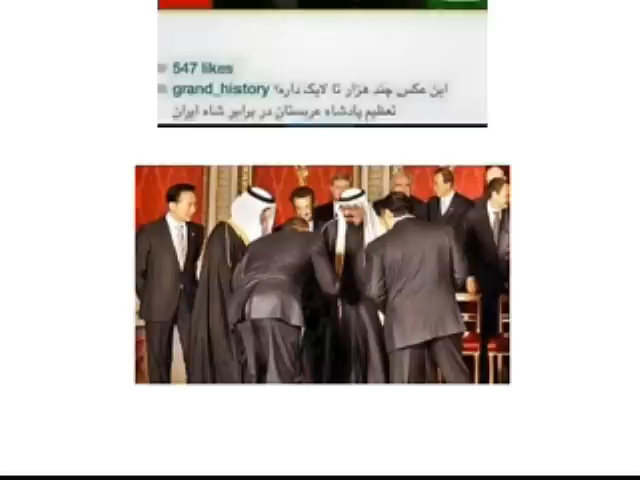 547 likes
grand_history این عکس چند هزار تا لایک داره؟
تعظیم پادشاه عربستان در برابر شاه ایران